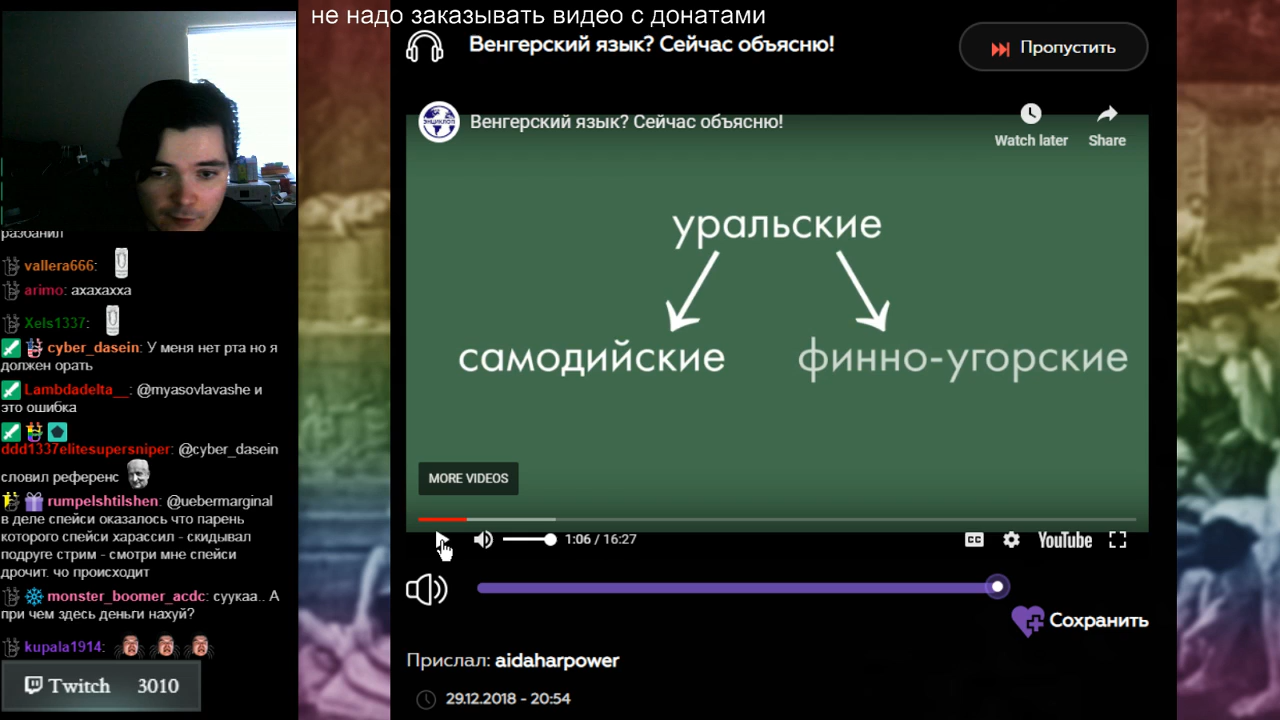 не надо заказывать видео с донатами
Венгерский язык? Сейчас объясню!
Пропустить
ЭНЦИКЛОП
Венгерский язык? Сейчас объясню!
Watch later
Share
уральские
самодийские
финно-угорские
MORE VIDEOS
1:06 / 16:27
CC
YouTube
Сохранить
Прислал: aidaharpower
29.12.2018 - 20:54
разбанил
vallera666:
arimo: ахахахха
Xels1337:
cyber_dasein: У меня нет рта но я
должен орать
Lambdadelta__: @myasovlavashe и
это ошибка
ddd1337elitesupersniper: @cyber_dasein
словил референс
rumpelshtilshen: @uebermarginal
в деле спейси оказалось что парень
которого спейси харассил - скидывал
подруге стрим - смотри мне спейси
дрочит. чо происходит
monster_boomer_acdc: суукаа.. А
при чем здесь деньги нахуй?
kupala1914:
Twitch 3010